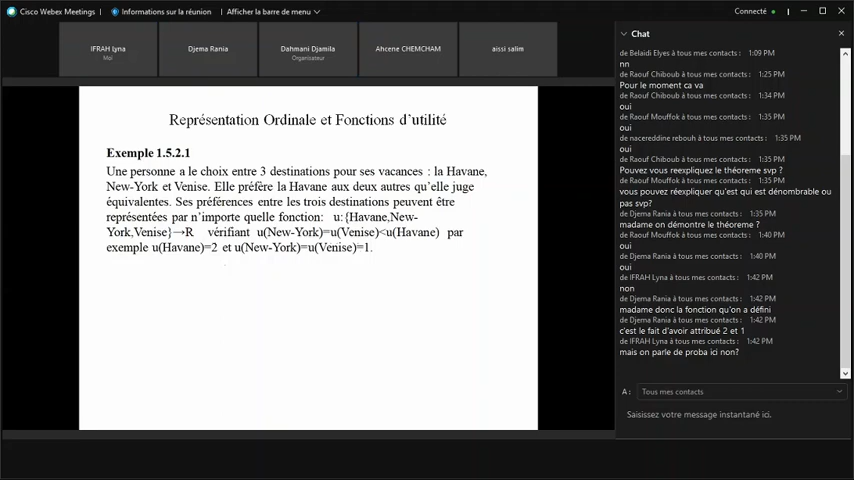 Cisco Webex Meetings
Informations sur la réunion
Afficher la barre de menu
Connecté
IFRAH Lyna
Moi
Djema Rania
Dahmani Djamila
Organisateur
Ahcene CHEMCHAM
aissi salim
Représentation Ordinale et Fonctions d'utilité
Exemple 1.5.2.1
Une personne a le choix entre 3 destinations pour ses vacances : la Havane,
New-York et Venise. Elle préfère la Havane aux deux autres qu'elle juge
équivalentes. Ses préférences entre les trois destinations peuvent être
représentées par n'importe quelle fonction: u:{Havane,New-
York,Venise}→R vérifiant u(New-York)=u(Venise)<u(Havane) par
exemple u(Havane)=2 et u(New-York)=u(Venise)=1.
Chat
de Belaidi Elyes à tous mes contacts : 1:09 PM
nn
de Raouf Chiboub à tous mes contacts : 1:25 PM
Pour le moment ca va
de Raouf Chiboub à tous mes contacts : 1:34 PM
oui
de Raouf Mouffok à tous mes contacts : 1:35 PM
oui
de nacereddine rebouh à tous mes contacts : 1:35 PM
oui
de Raouf Chiboub à tous mes contacts : 1:35 PM
Pouvez vous reexpliquez le théoreme svp ?
de Raouf Mouffok à tous mes contacts : 1:35 PM
vous pouvez réexpliquer qu'est qui est dénombrable ou
pas svp?
de Djema Rania à tous mes contacts : 1:35 PM
madame on démontre le théoreme ?
de Raouf Mouffok à tous mes contacts : 1:40 PM
oui
de Djema Rania à tous mes contacts : 1:40 PM
oui
de IFRAH Lyna à tous mes contacts : 1:42 PM
non
de Djema Rania à tous mes contacts : 1:42 PM
madame donc la fonction qu'on a défini
de Djema Rania à tous mes contacts : 1:42 PM
c'est le fait d'avoir attribué 2 et 1
de IFRAH Lyna à tous mes contacts : 1:42 PM
mais on parle de proba ici non?
A : Tous mes contacts
Saisissez votre message instantané ici.